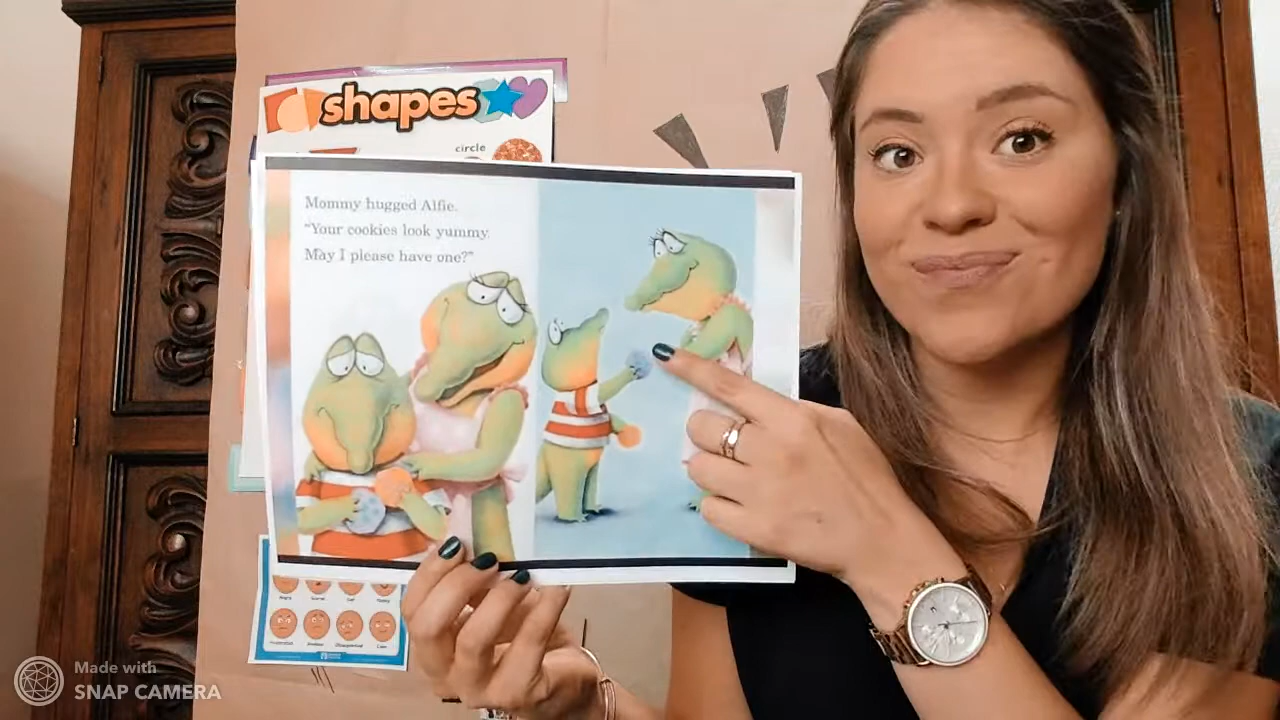 shapes
circle
Mommy hugged Alfie.
"Your cookies look yummy.
May I please have one?"
Made with
SNAP CAMERA